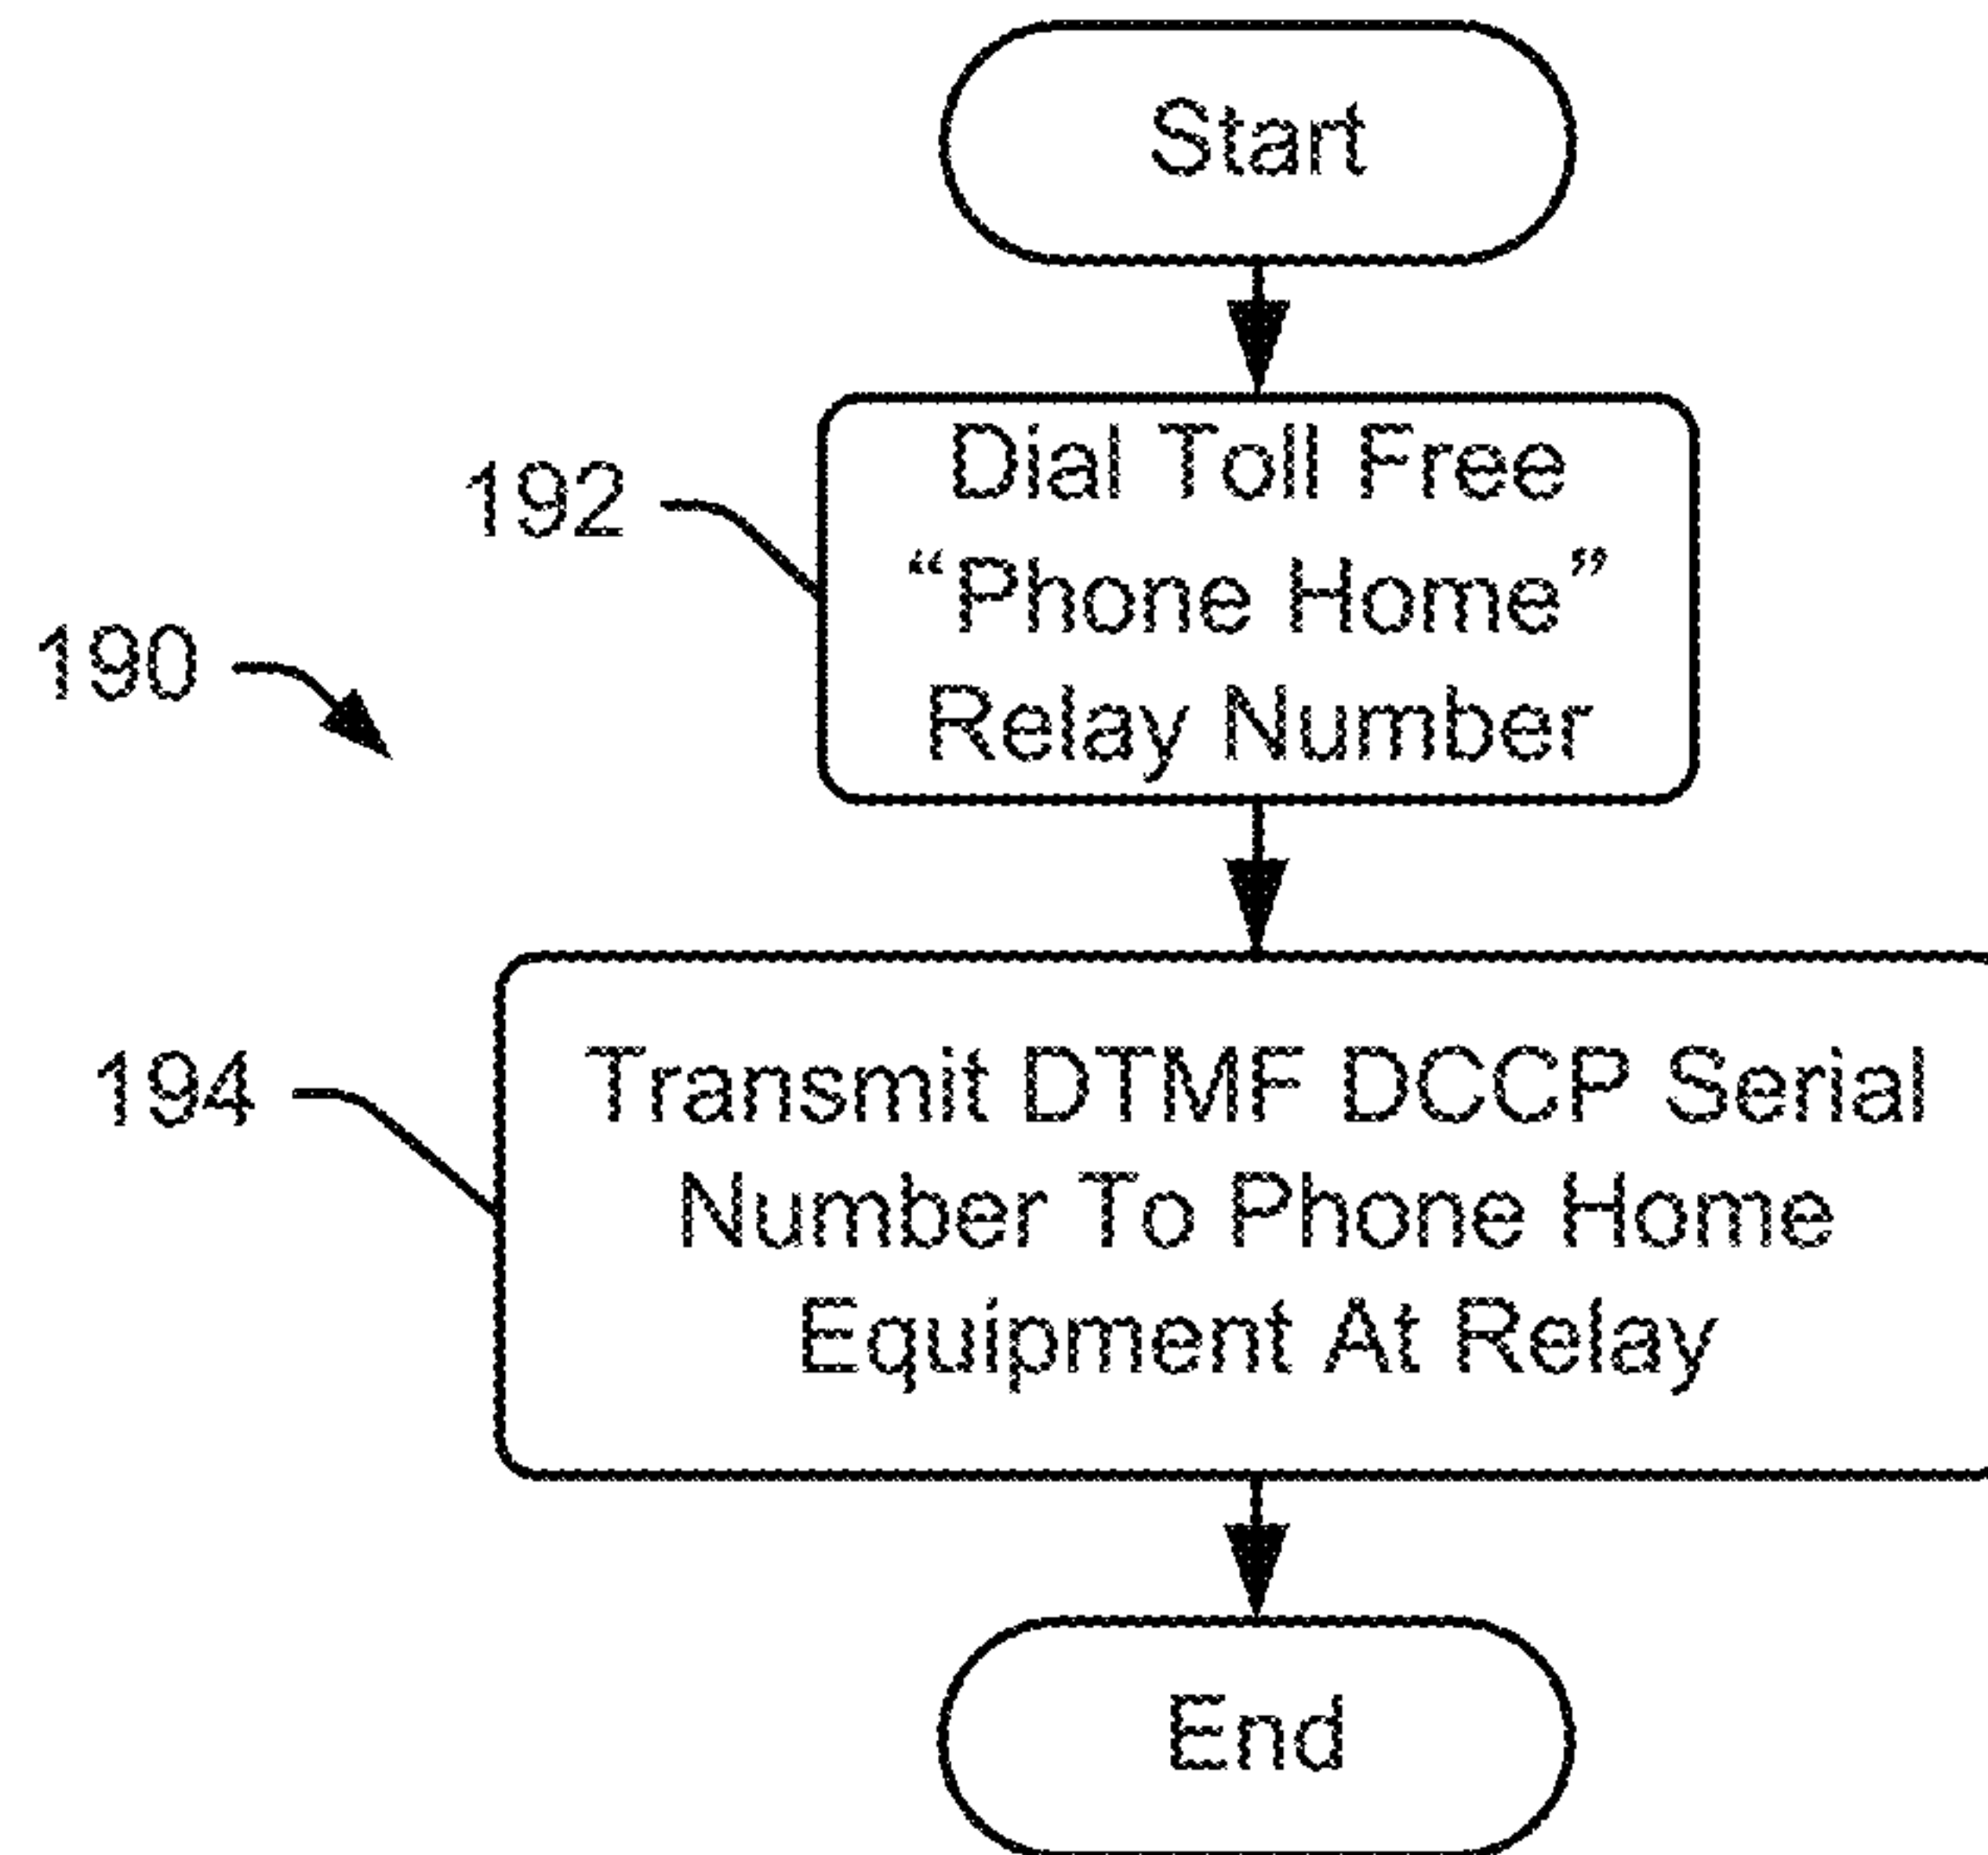 Start
192
Dial Toll Free
“Phone Home”
Relay Number
190
194
Transmit DTMF DCCP Serial
Number To Phone Home
Equipment At Relay
End